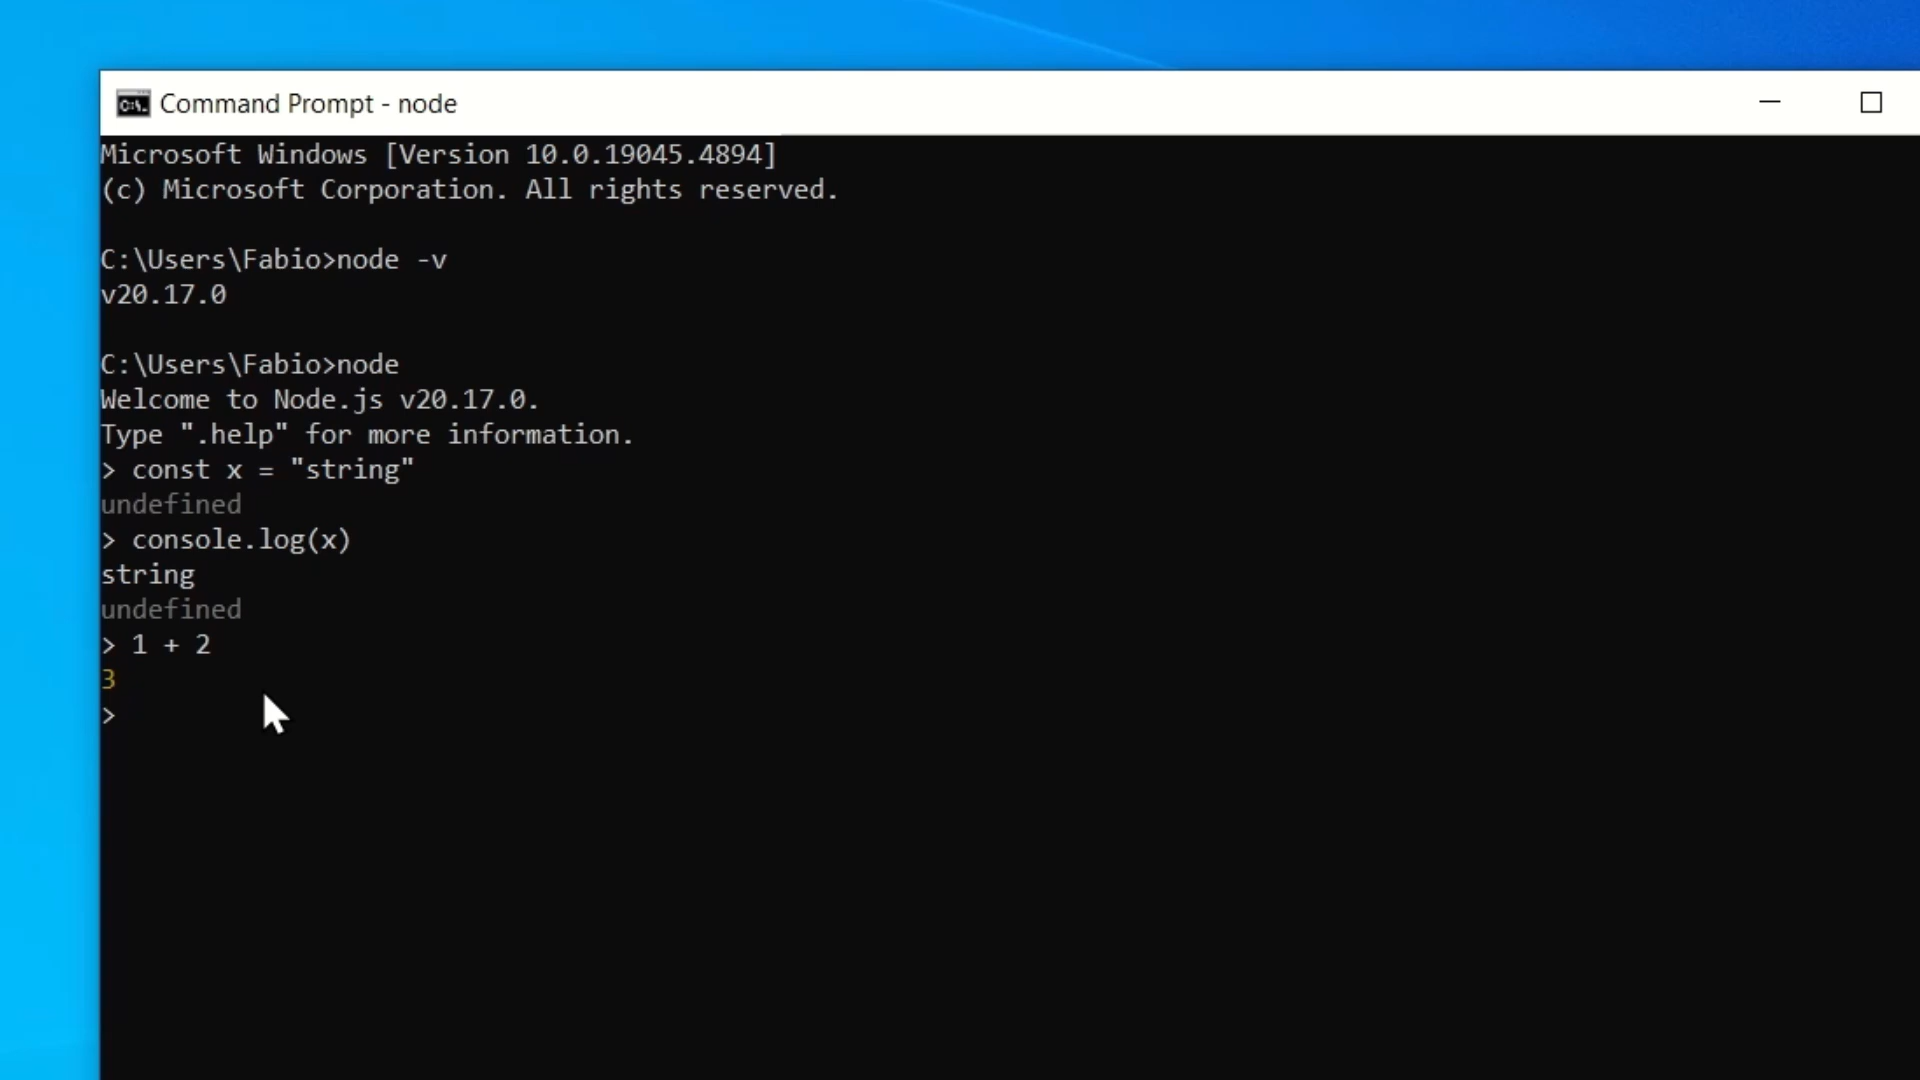 Command Prompt - node
Microsoft Windows [Version 10.0.19045.4894]
(c) Microsoft Corporation. All rights reserved.
C:\Users\Fabio>node -v
v20.17.0
C:\Users\Fabio>node
Welcome to Node.js v20.17.0.
Type ".help" for more information.
> const x = "string"
undefined
> console.log(x)
string
undefined
> 1 + 2
3
>